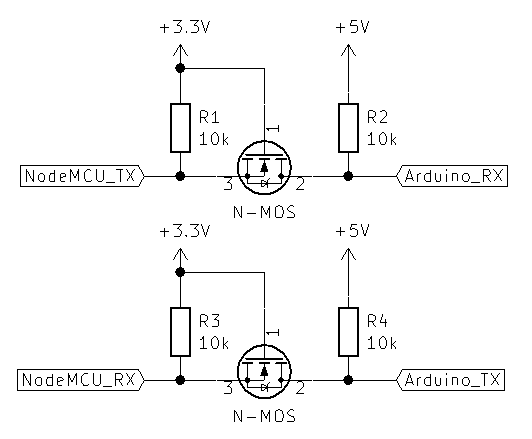 +3.3V
+5V
R1
10k
R2
10k
1
NodeMCU_TX
3
2
Arduino_RX
N-MOS
+3.3V
+5V
R3
10k
R4
10k
1
NodeMCU_RX
3
2
Arduino_TX
N-MOS